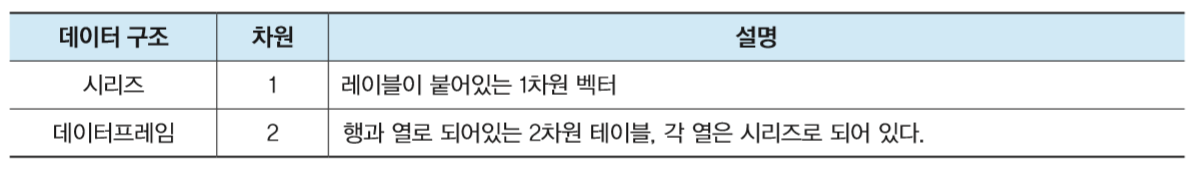 데이터 구조 차원 설명
시리즈 1 레이블이 붙어있는 1차원 벡터
데이터프레임 2 행과 열로 되어있는 2차원 테이블, 각 열은 시리즈로 되어 있다.